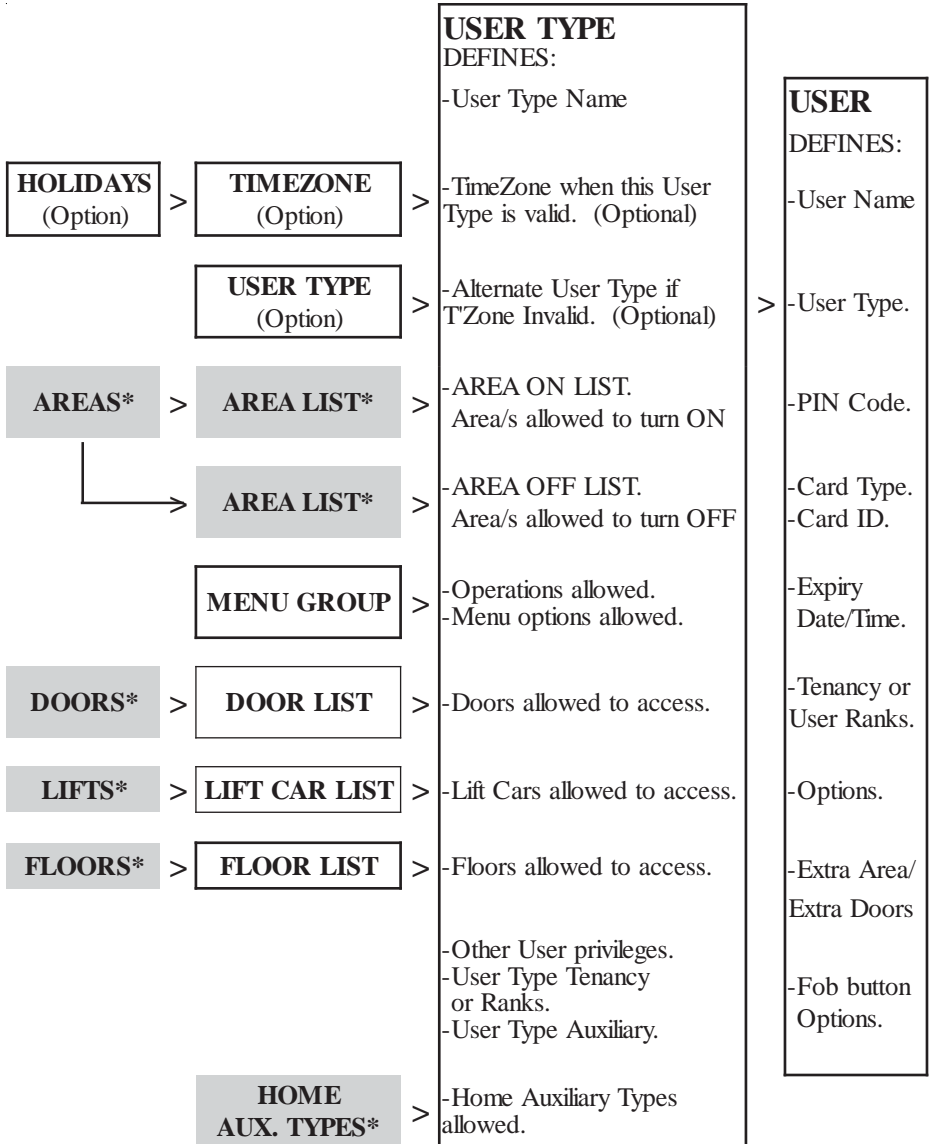 USER TYPE
DEFINES:
-User Type Name
USER
DEFINES:
HOLIDAYS
(Option)
>
TIMEZONE
(Option)
>
-TimeZone when this User
Type is valid. (Optional)
-User Name
USER TYPE
(Option)
>
-Alternate User Type if
T'Zone Invalid. (Optional)
>
-User Type.
AREAS*
>
AREA LIST*
>
-AREA ON LIST.
Area/s allowed to turn ON
-PIN Code.
>
AREA LIST*
>
-AREA OFF LIST.
Area/s allowed to turn OFF
-Card Type.
-Card ID.
MENU GROUP
>
-Operations allowed.
-Menu options allowed.
-Expiry
Date/Time.
DOORS*
>
DOOR LIST
>
-Doors allowed to access.
-Tenancy or
User Ranks.
LIFTS*
>
LIFT CAR LIST
>
-Lift Cars allowed to access.
-Options.
FLOORS*
>
FLOOR LIST
>
-Floors allowed to access.
-Extra Area/
Extra Doors
-Other User privileges.
-User Type Tenancy
or Ranks.
-User Type Auxiliary.
-Fob button
Options.
HOME
AUX. TYPES*
>
-Home Auxiliary Types
allowed.